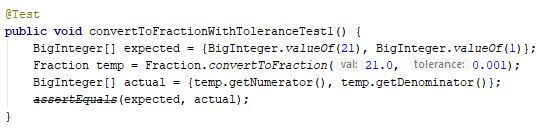 @Test
public void convertToFractionWithToleranceTest1() {
BigInteger[] expected = {BigInteger.valueOf(21), BigInteger.valueOf(1)};
Fraction temp = Fraction.convertToFraction( val: 21.0, tolerance: 0.001);
BigInteger[] actual = {temp.getNumerator(), temp.getDenominator()};
assertEquals(expected, actual);
}